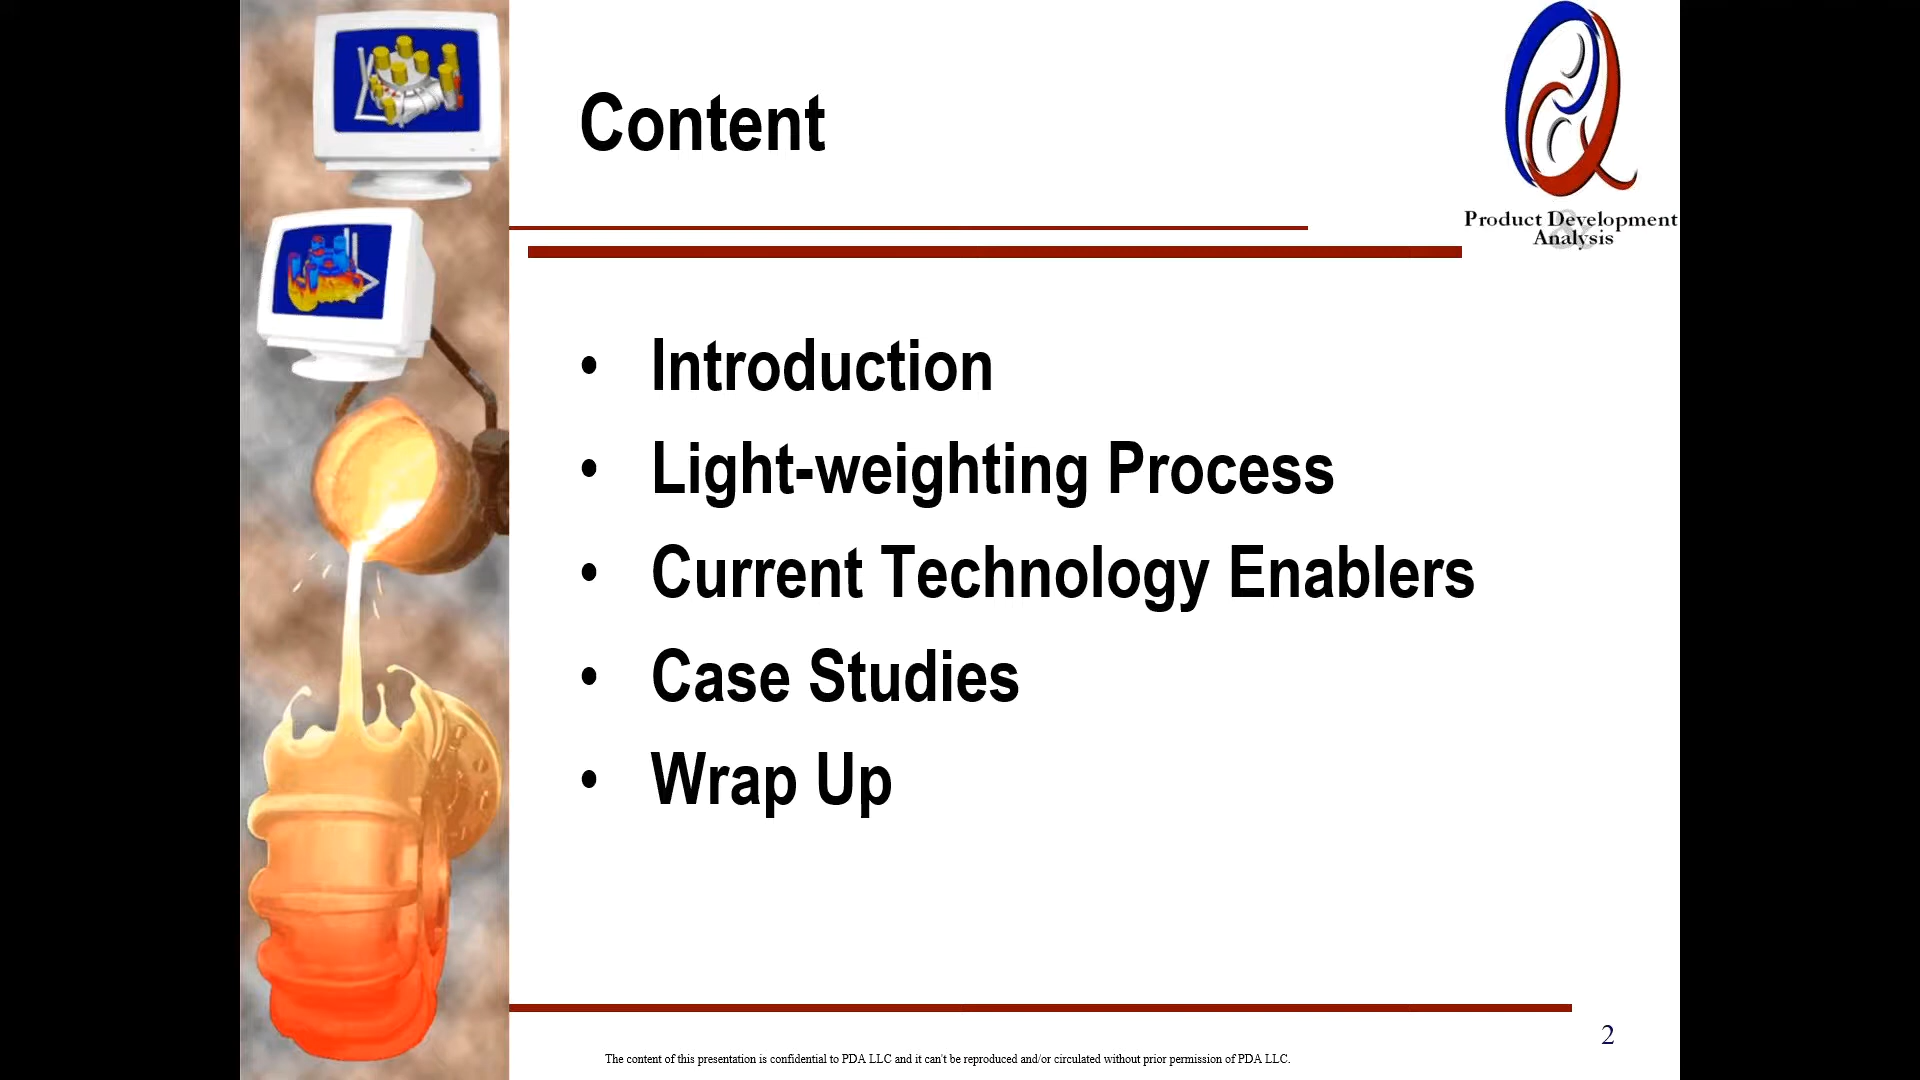 Content
Product Development
& Analysis
• Introduction
• Light-weighting Process
• Current Technology Enablers
• Case Studies
• Wrap Up
2
The content of this presentation is confidential to PDA LLC and it can't be reproduced and/or circulated without prior permission of PDA LLC.